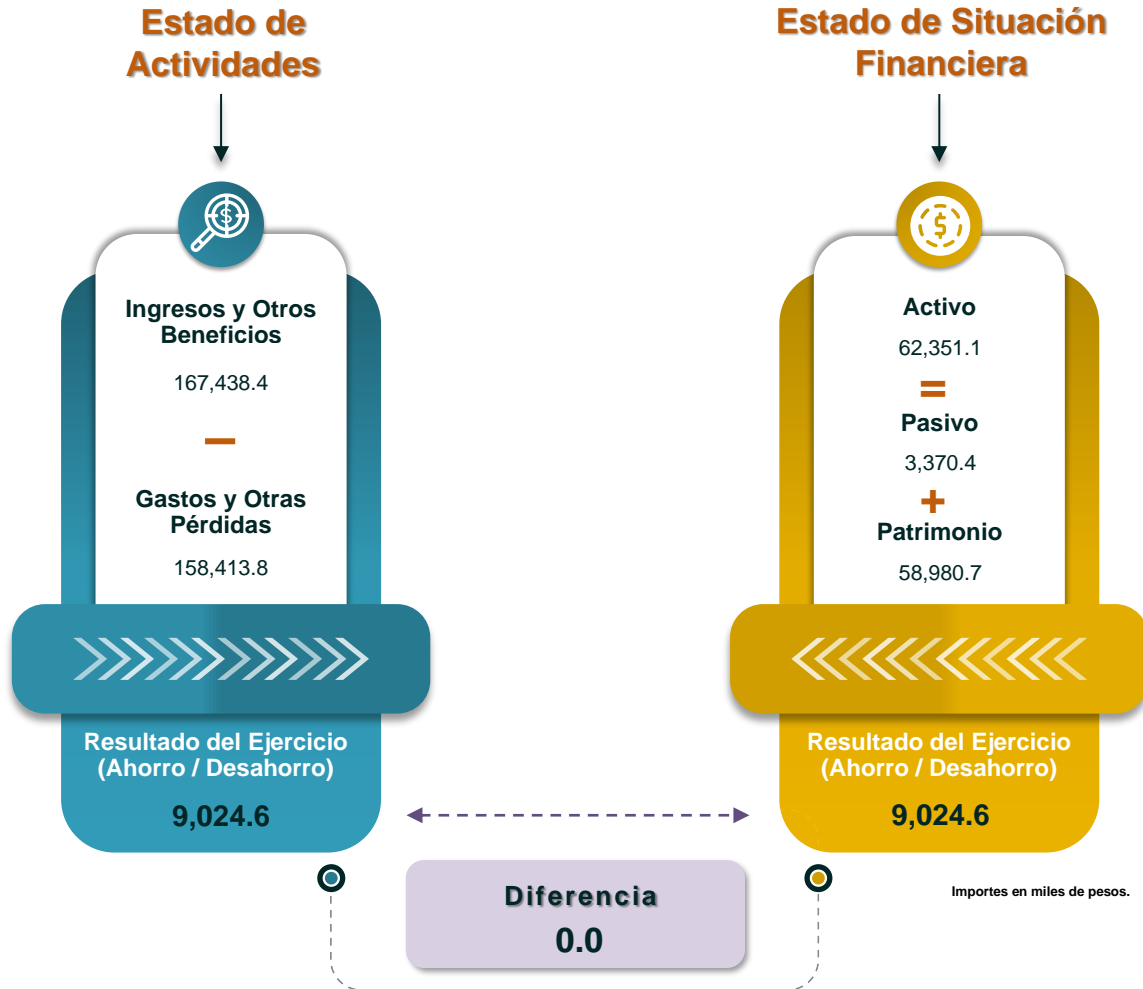 Estado de
Actividades
Ingresos y Otros
Beneficios
167,438.4
–
Gastos y Otras
Pérdidas
158,413.8
Resultado del Ejercicio
(Ahorro / Desahorro)
9,024.6
Estado de Situación
Financiera
$
Activo
62,351.1
=
Pasivo
3,370.4
+
Patrimonio
58,980.7
Resultado del Ejercicio
(Ahorro / Desahorro)
9,024.6
Diferencia
0.0
Importes en miles de pesos.